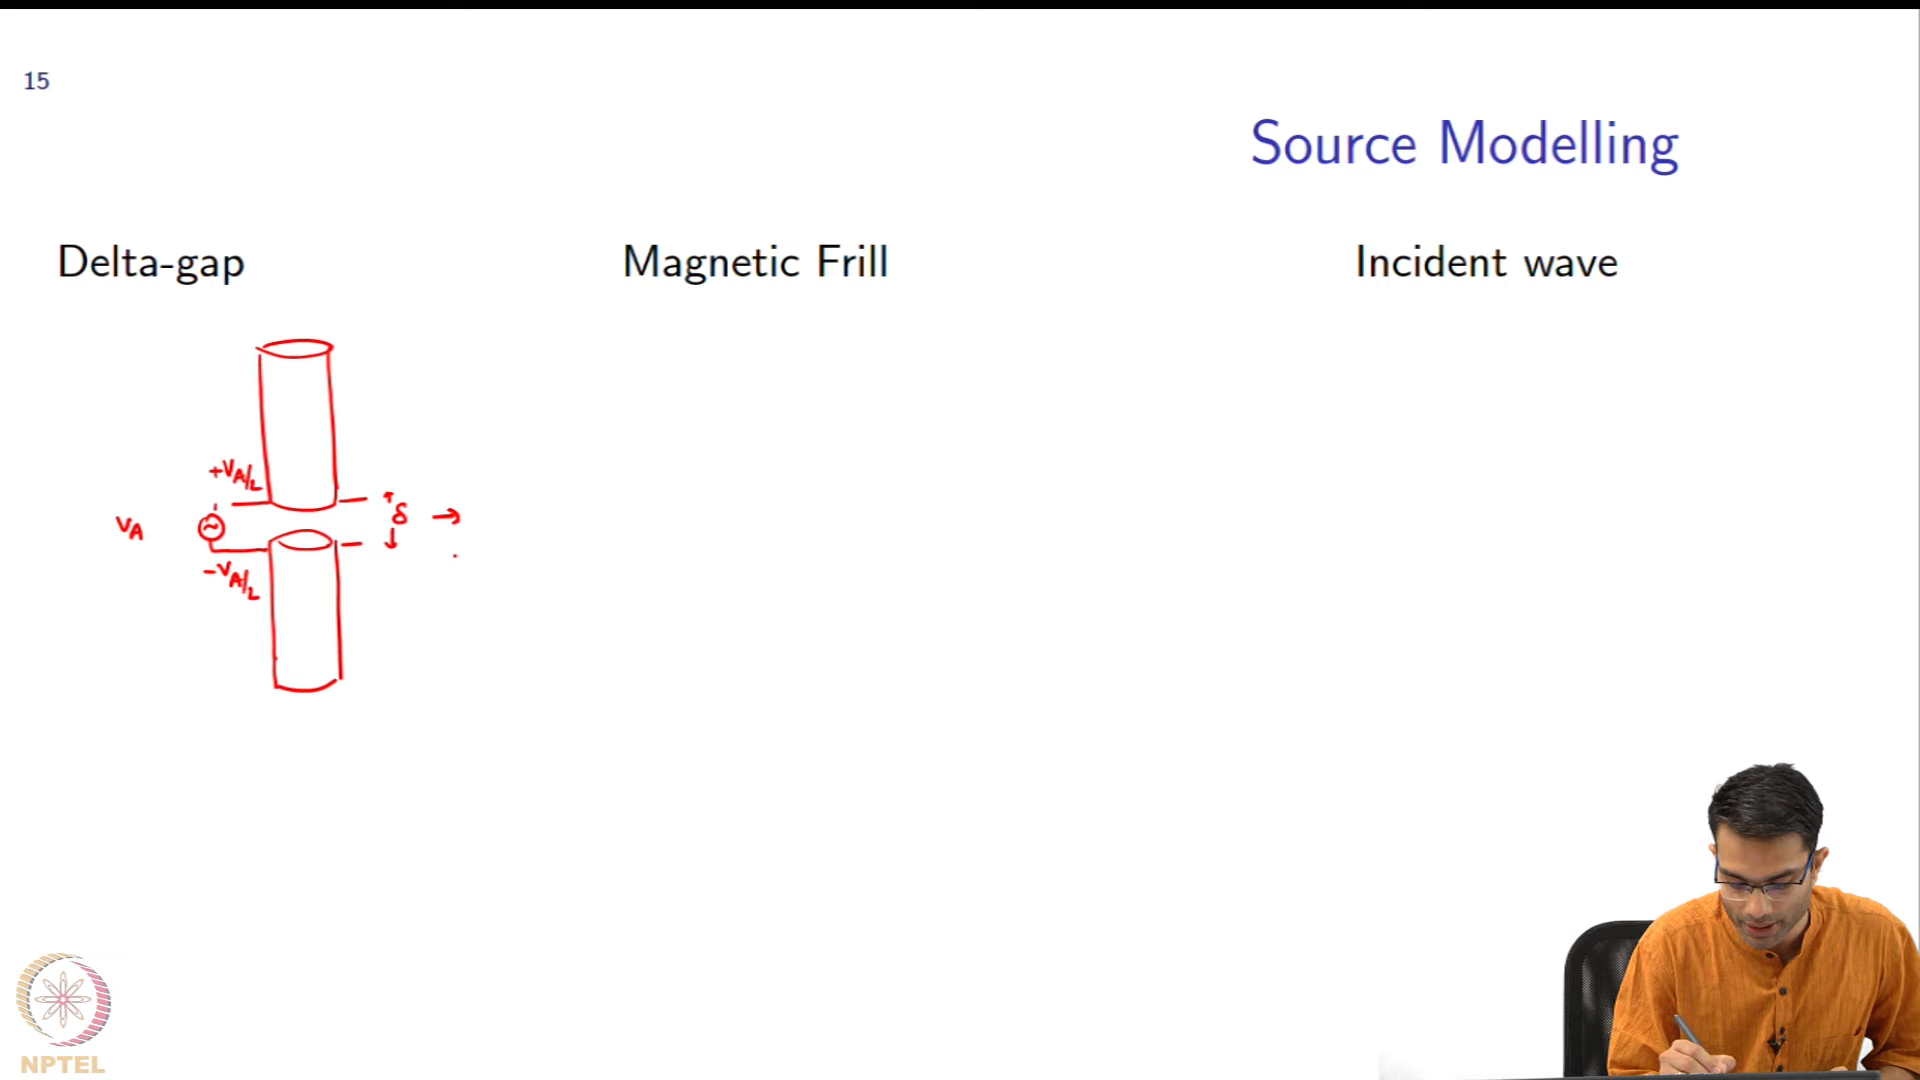 15
Source Modelling
Delta-gap
Magnetic Frill
Incident wave
+VA/2
VA
~
δ
-VA/2
NPTEL